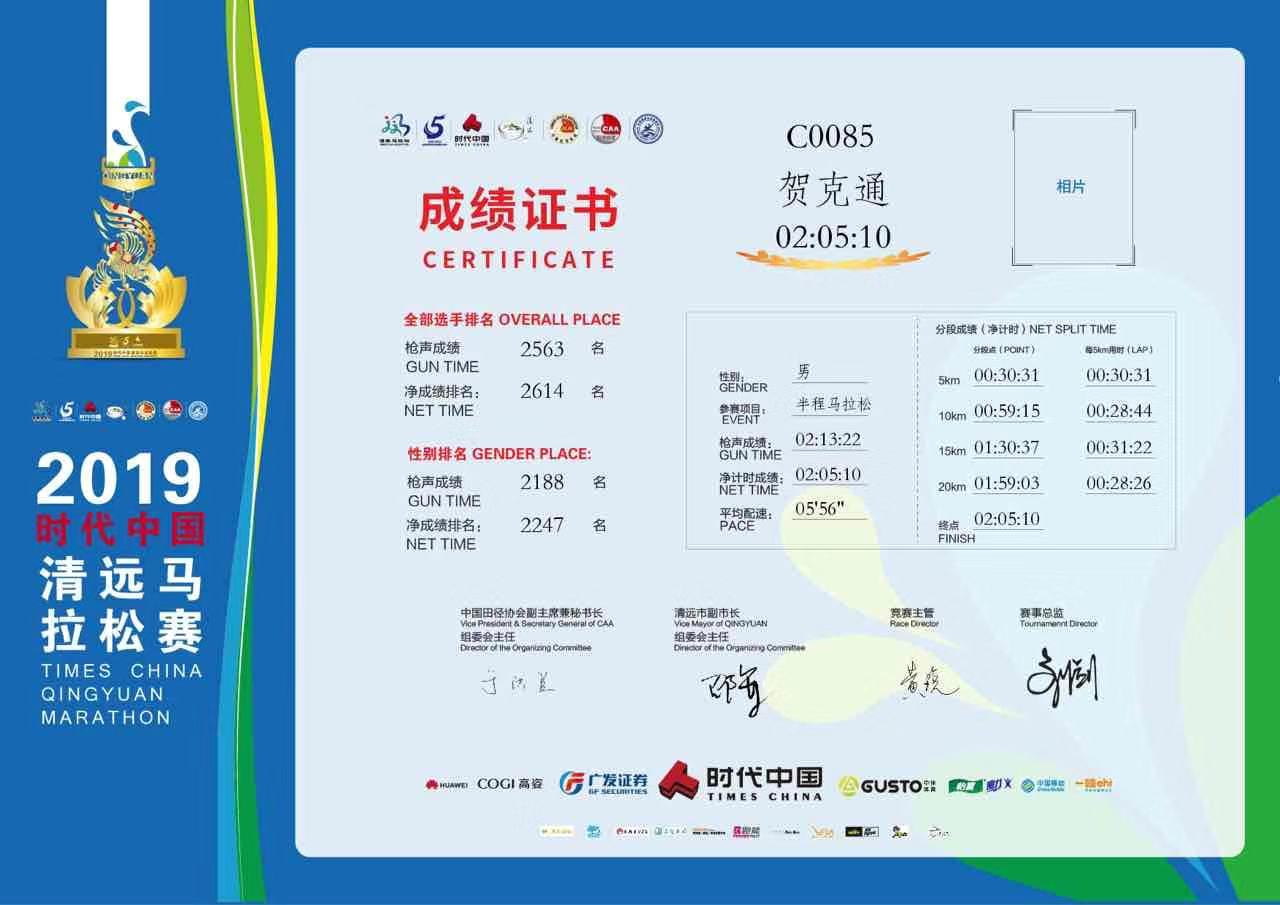 2019
时代中国
清远马
拉松赛
TIMES CHINA
QINGYUAN
MARATHON
时代中国
TIMES CHINA
CAA
成绩证书
CERTIFICATE
C0085
贺克通
02:05:10
相片
全部选手排名 OVERALL PLACE
枪声成绩 2563 名
GUN TIME
净成绩排名: 2614 名
NET TIME
性别排名 GENDER PLACE:
枪声成绩 2188 名
GUN TIME
净成绩排名: 2247 名
NET TIME
性别: 男
GENDER
参赛项目: 半程马拉松
EVENT
枪声成绩: 02:13:22
GUN TIME
净计时成绩: 02:05:10
NET TIME
平均配速: 05'56"
PACE
分段成绩(净计时)NET SPLIT TIME
分段点(POINT) 每5km用时(LAP)
5km 00:30:31 00:30:31
10km 00:59:15 00:28:44
15km 01:30:37 00:31:22
20km 01:59:03 00:28:26
终点 02:05:10
FINISH
中国田径协会副主席兼秘书长
Vice President & Secretary General of CAA
组委会主任
Director of the Organizing Committee
清远市副市长
Vice Mayor of QINGYUAN
组委会主任
Director of the Organizing Committee
竞赛主管
Race Director
赛事总监
Tournamennt Director
HUAWEI
COGI 高姿
广发证券
GF SECURITIES
时代中国
TIMES CHINA
GUSTO 中体体育
中国移动
China Mobile